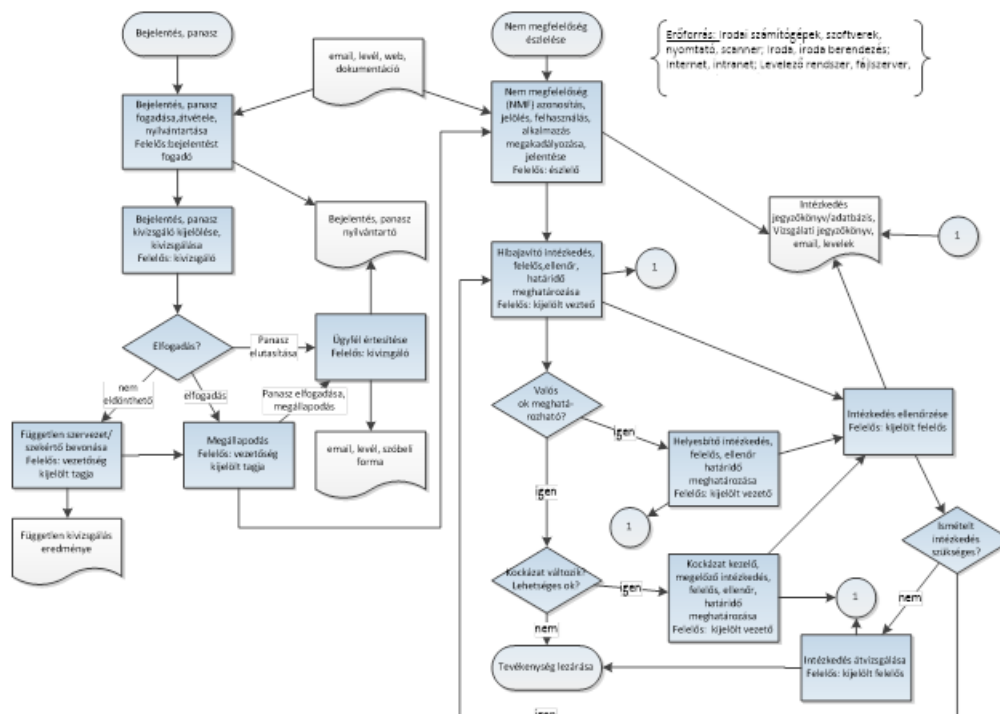 Bejelentés, panasz
email, levél, web,
dokumentáció
Bejelentés, panasz
fogadása,átvétele,
nyilvántartása
Felelős:bejelentést
fogadó
Bejelentés, panasz
kivizsgáló kijelölése,
kivizsgálása
Felelős: kivizsgáló
Bejelentés, panasz
nyilvántartó
Elfogadás?
Panasz
elutasítása
Ügyfél értesítése
Felelős: kivizsgáló
nem
eldönthető
elfogadás
Panasz elfogadása,
megállapodás
Független szervezet/
szekértő bevonása
Felelős: vezetőség
kijelölt tagja
Megállapodás
Felelős: vezetőség
kijelölt tagja
email, levél, szóbeli
forma
Független kivizsgálás
eredménye
Nem megfelelőség
észlelése
Erőforrás: Irodai számítógépek, szoftverek,
nyomtató, scanner; Iroda, iroda berendezés;
Internet, intranet; Levelező rendszer, fájlszerver,
Nem megfelelőség
(NMF) azonosítás,
jelölés, felhasználás,
alkalmazás
megakadályozása,
jelentése
Felelős: észlelő
Intézkedés
jegyzőkönyv/adatbázis,
Vizsgálati jegyzőkönyv,
email, levelek
1
Hibajavító intézkedés,
felelős,ellenőr,
határidő
meghatározása
Felelős: kijelölt vezteő
1
Valós
ok meghatá-
rozható?
igen
Helyesbítő intézkedés,
felelős, ellenőr
határidő
meghatározása
Felelős: kijelölt vezető
Intézkedés ellenőrzése
Felelős: kijelölt felelős
igen
1
Ismételt
intézkedés
szükséges?
Kockázat változik?
Lehetséges ok?
igen
Kockázat kezelő,
megelőző intézkedés,
felelős, ellenőr,
határidő
meghatározása
Felelős: kijelölt vezető
1
nem
nem
Tevékenység lezárása
Intézkedés átvizsgálása
Felelős: kijelölt felelős
igen